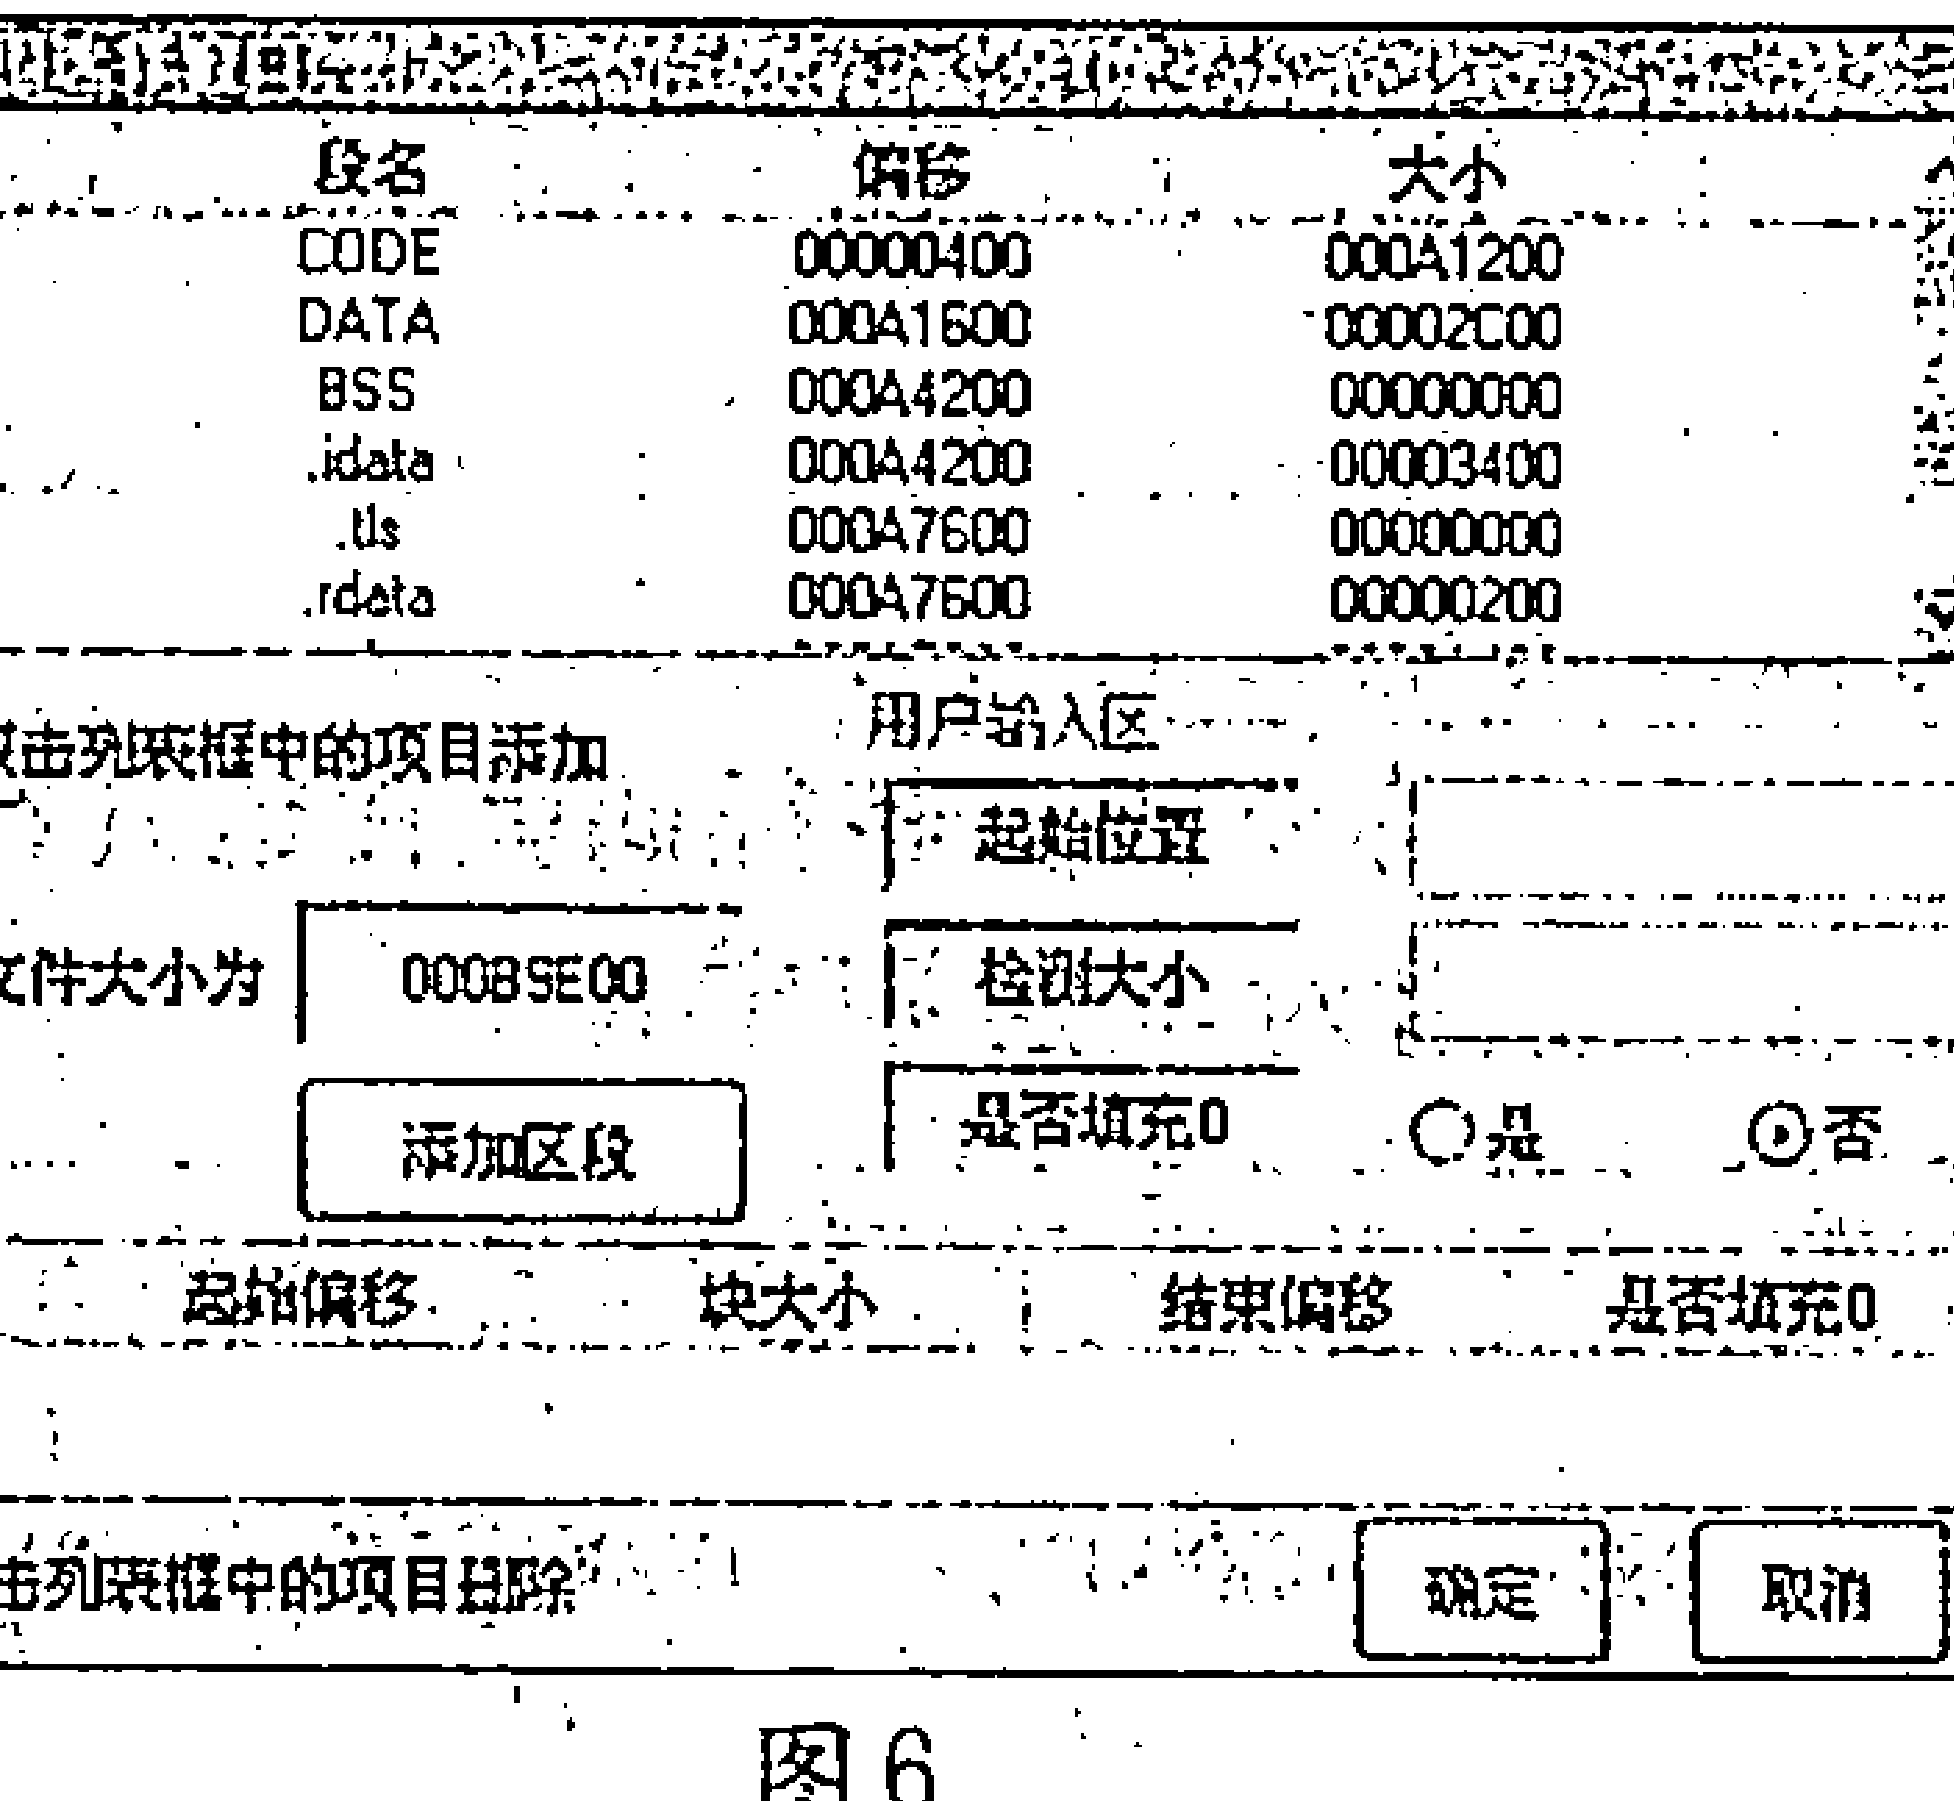 段名 偏移 大小
CODE 00000400 000A1200
DATA 000A1600 00002C00
BSS 000A4200 00000000
.idata 000A4200 00003400
.tls 000A7600 00000000
.rdata 000A7600 00000200
用户输入区
击列表框中的项目添加
起始位置
文件大小为 检测大小
添加区段 是否填充0 是 否
起始偏移 块大小 结束偏移 是否填充0
击列表框中的项目删除 确定 取消
图 6